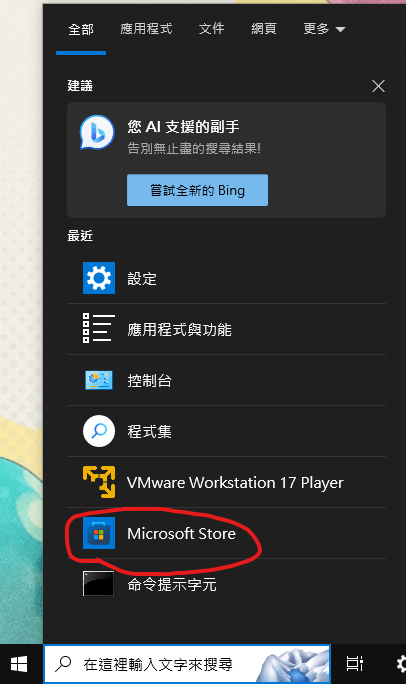 全部 應用程式 文件 網頁 更多
建議
您 AI 支援的副手
告別無止盡的搜尋結果!
嘗試全新的 Bing
最近
設定
應用程式與功能
控制台
程式集
VMware Workstation 17 Player
Microsoft Store
命令提示字元
在這裡輸入文字來搜尋